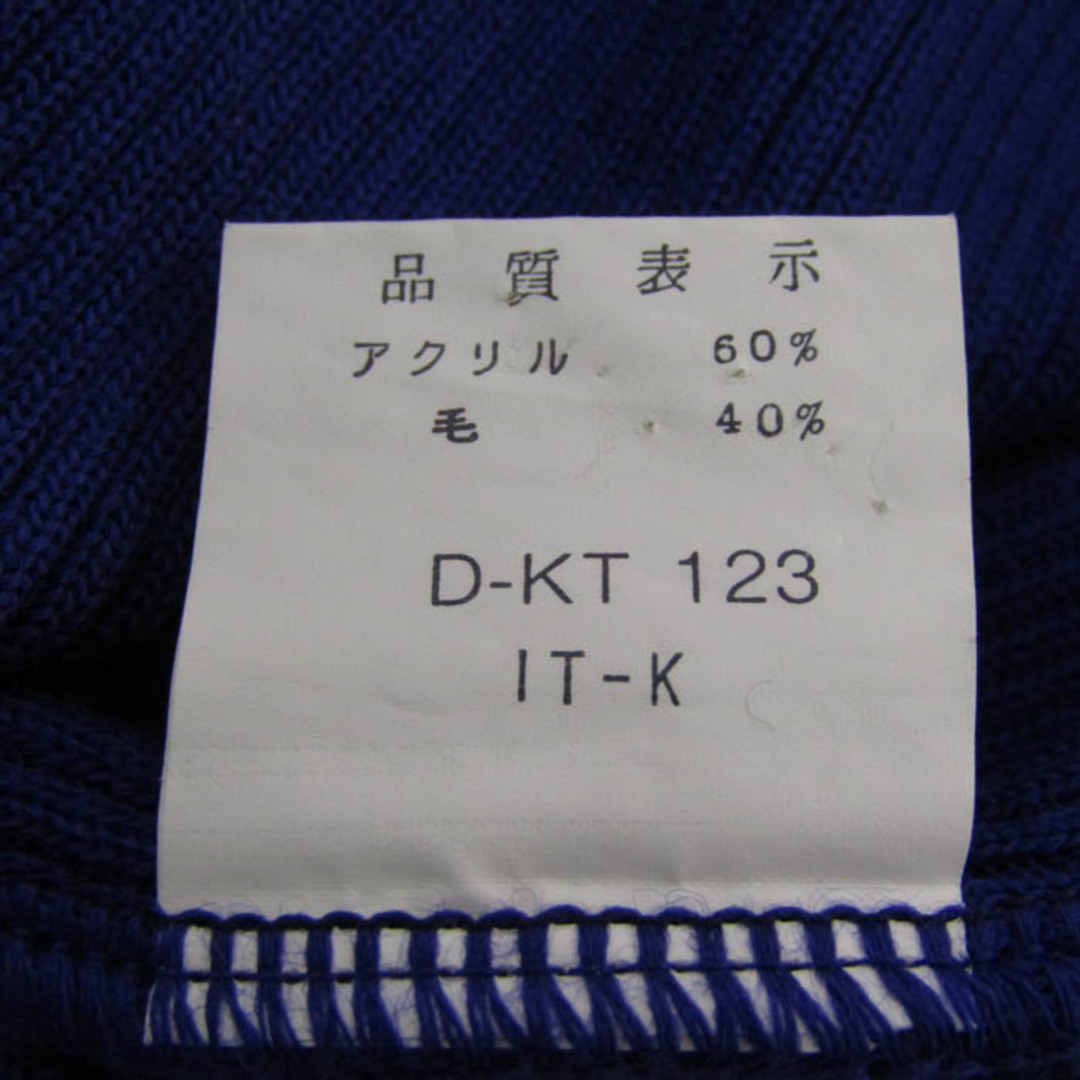 品質表示
アクリル 60%
毛 40%
D-KT 123
IT-K